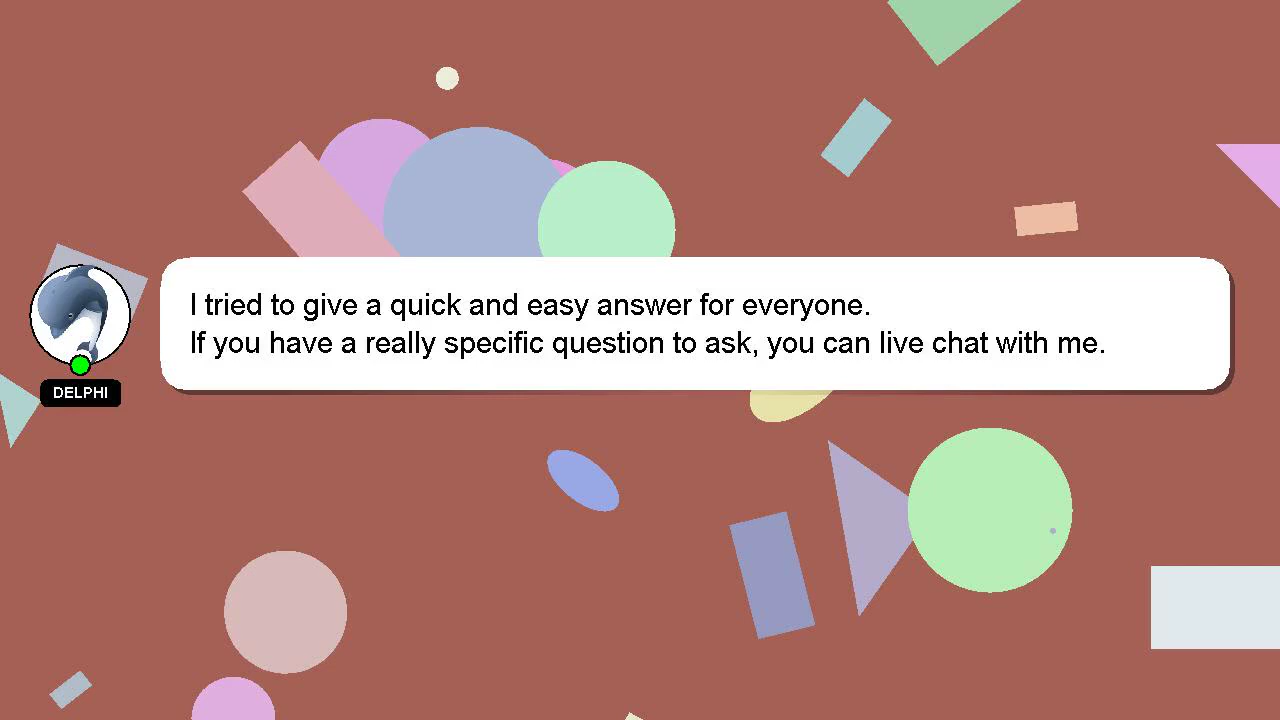 I tried to give a quick and easy answer for everyone.
If you have a really specific question to ask, you can live chat with me.
DELPHI